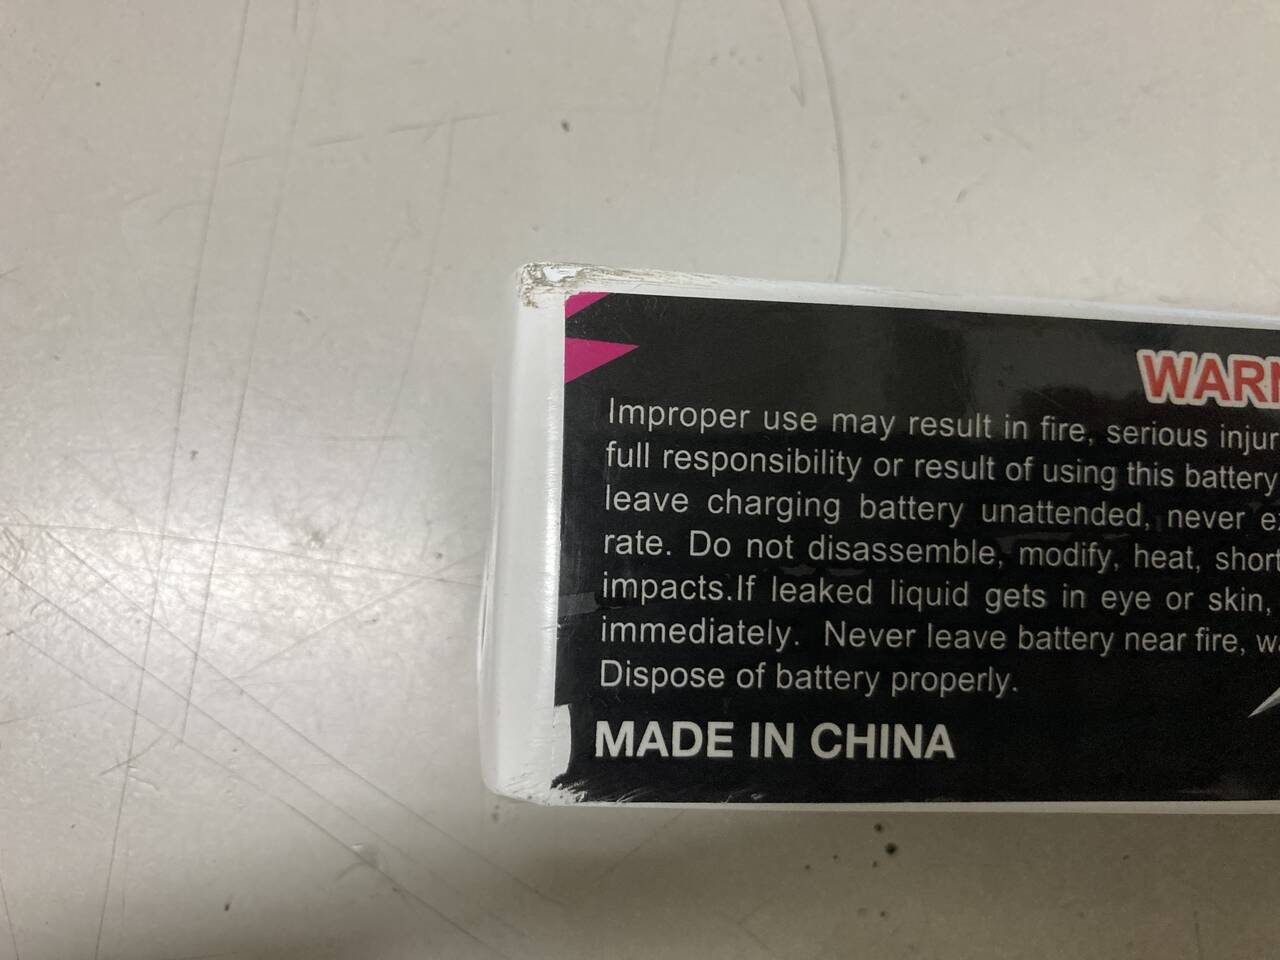 Improper use may result in fire, serious
full responsibility or result of using this battery
leave charging battery unattended, never
rate. Do not disassemble, modify, heat, short
impacts.If leaked liquid gets in eye or skin,
immediately. Never leave battery near fire,
Dispose of battery properly.
MADE IN CHINA